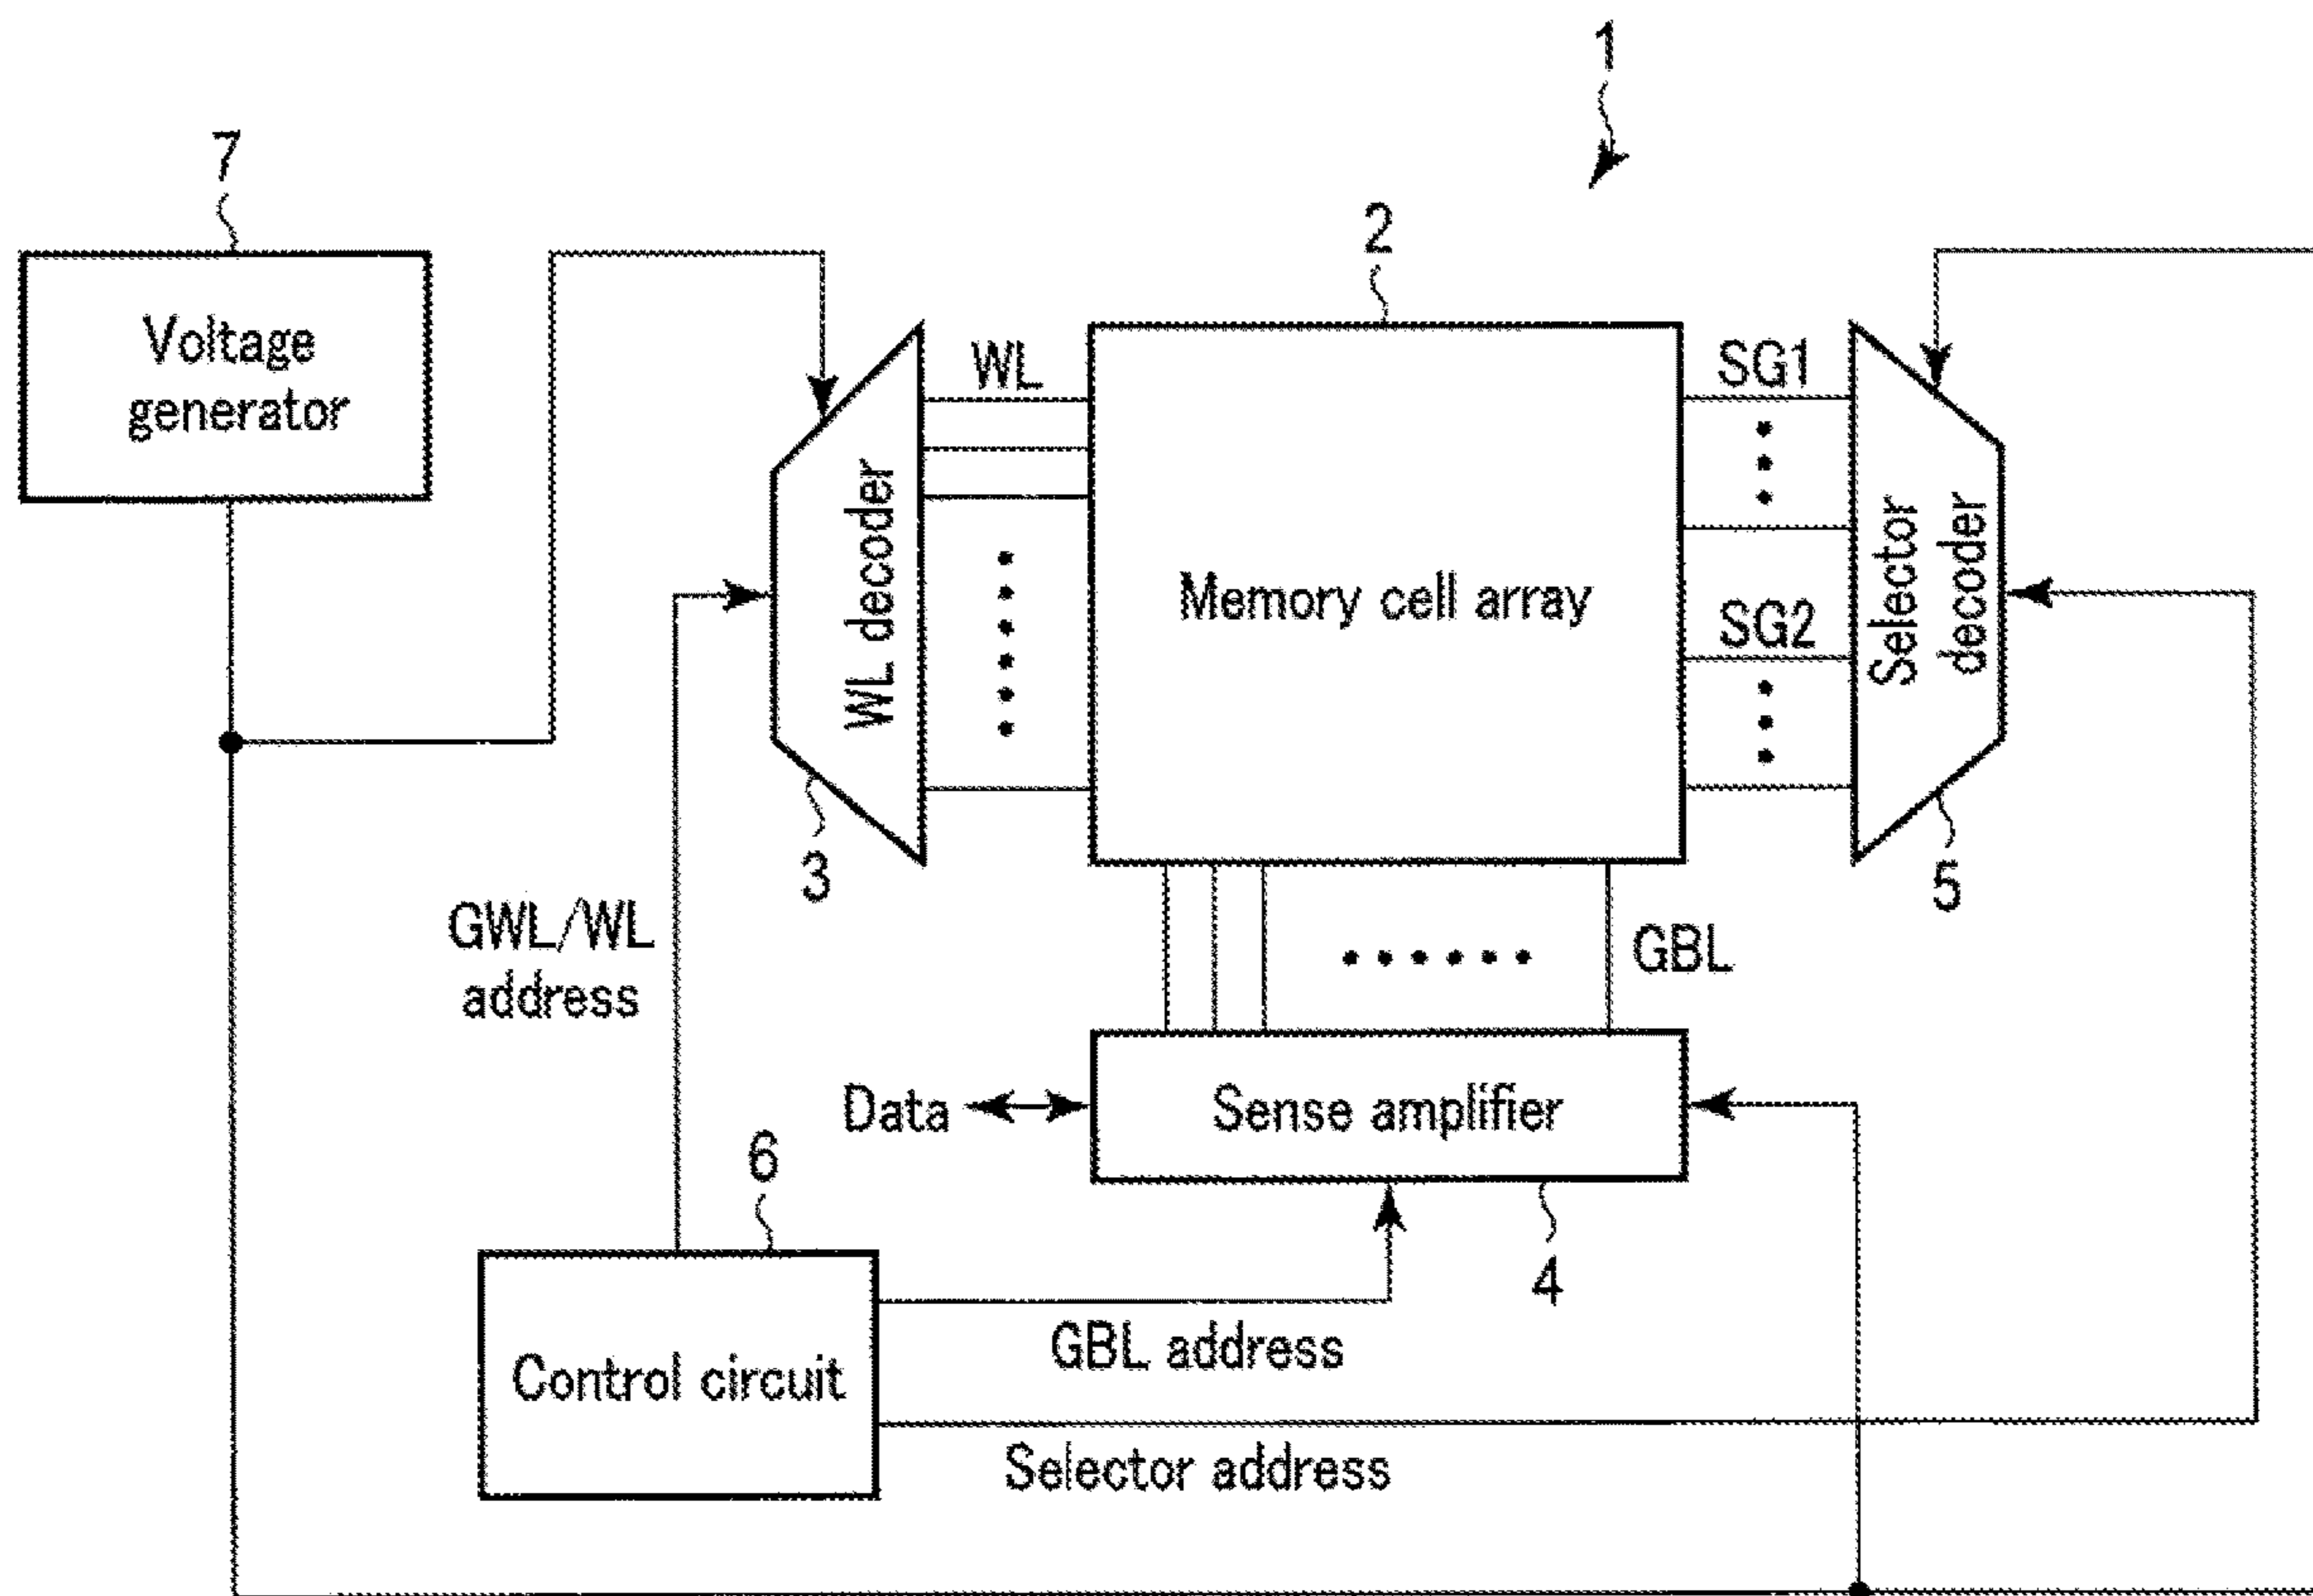 1
7
2
Voltage
generator
WL
SG1
WL decoder
Memory cell array
SG2
Selector
decoder
3
5
GWL/WL
address
GBL
Data
Sense amplifier
6
4
GBL address
Control circuit
Selector address